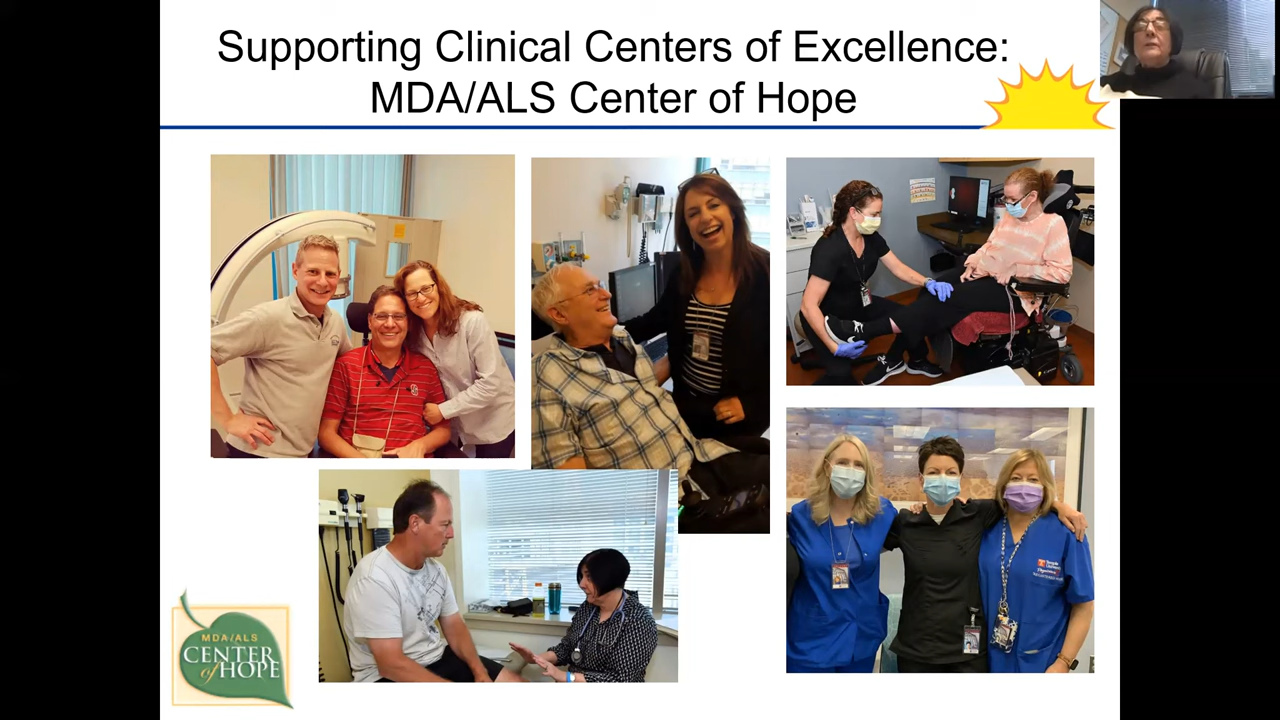 Supporting Clinical Centers of Excellence:
MDA/ALS Center of Hope
MDA/ALS
CENTER
of HOPE